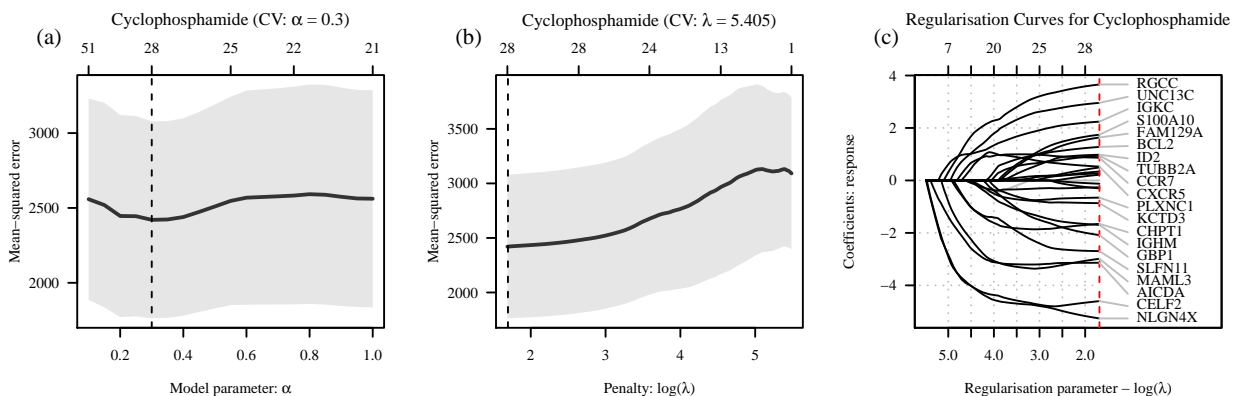 Cyclophosphamide (CV: α = 0.3)
(a)
51 28 25 22 21
Mean−squared error
3000
2500
2000
0.2 0.4 0.6 0.8 1.0
Model parameter: α
Cyclophosphamide (CV: λ = 5.405)
(b)
28 28 24 13 1
Mean−squared error
3500
3000
2500
2000
2 3 4 5
Penalty: log(λ)
Regularisation Curves for Cyclophosphamide
(c)
7 20 25 28
Coefficients: response
4
2
0
−2
−4
RGCC
UNC13C
IGKC
S100A10
FAM129A
BCL2
ID2
TUBB2A
CCR7
CXCR5
PLXNC1
KCTD3
CHPT1
IGHM
GBP1
SLFN11
MAML3
AICDA
CELF2
NLGN4X
5.0 4.0 3.0 2.0
Regularisation parameter − log(λ)